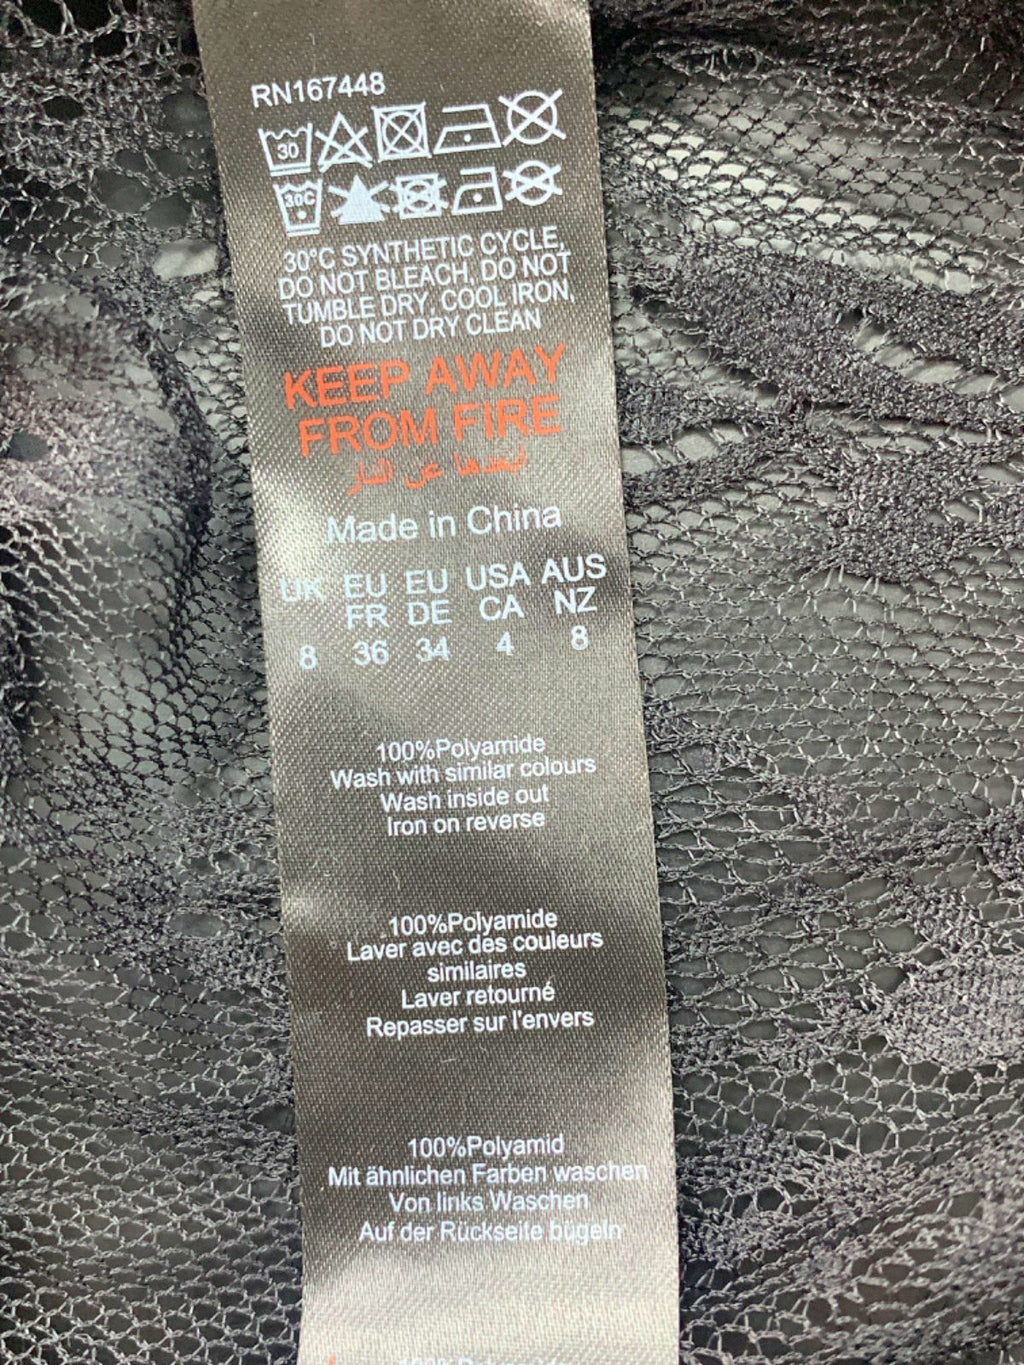 RN167448
30
30C
30°C SYNTHETIC CYCLE,
DO NOT BLEACH, DO NOT
TUMBLE DRY, COOL IRON,
DO NOT DRY CLEAN
KEEP AWAY
FROM FIRE
ابعدها عن النار
Made in China
UK EU EU USA AUS
FR DE CA NZ
8 36 34 4 8
100%Polyamide
Wash with similar colours
Wash inside out
Iron on reverse
100%Polyamide
Laver avec des couleurs
similaires
Laver retourné
Repasser sur l'envers
100%Polyamid
Mit ähnlichen Farben waschen
Von links Waschen
Auf der Rückseite bügeln
100% Polyamide